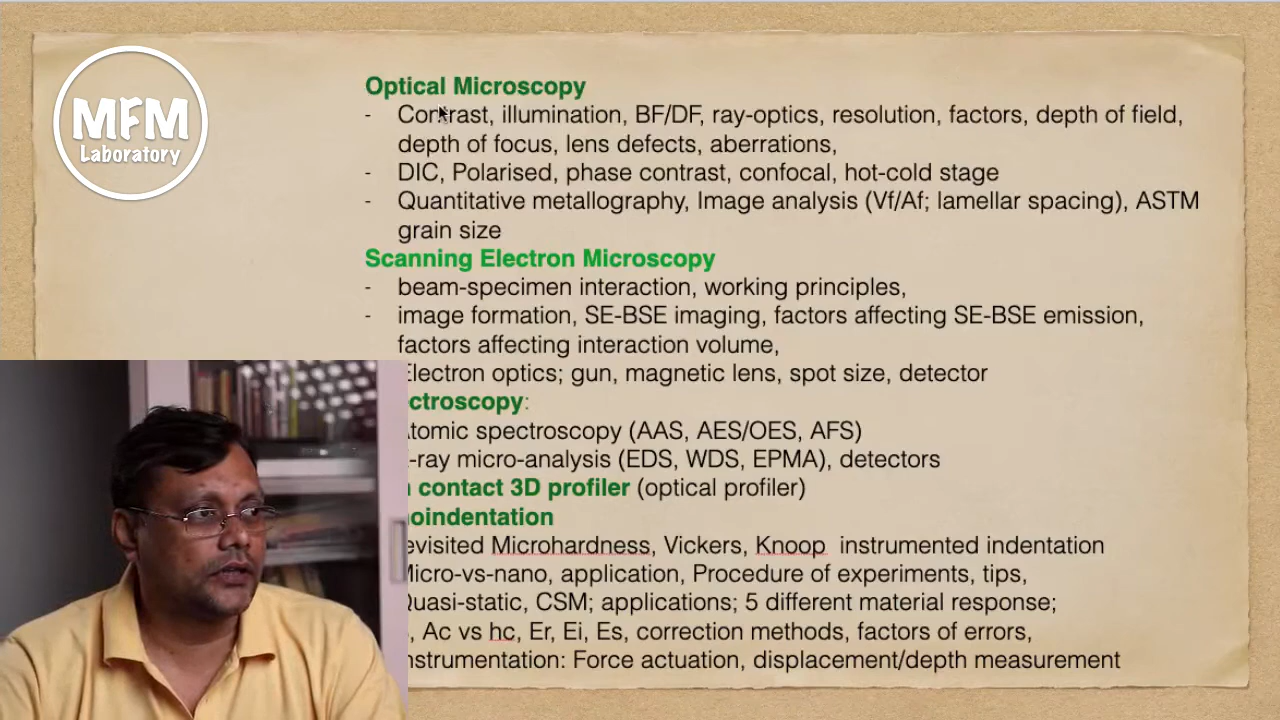 MFM
Laboratory
Optical Microscopy
- Contrast, illumination, BF/DF, ray-optics, resolution, factors, depth of field,
depth of focus, lens defects, aberrations,
- DIC, Polarised, phase contrast, confocal, hot-cold stage
- Quantitative metallography, Image analysis (Vf/Af; lamellar spacing), ASTM
grain size
Scanning Electron Microscopy
- beam-specimen interaction, working principles,
- image formation, SE-BSE imaging, factors affecting SE-BSE emission,
factors affecting interaction volume,
Electron optics; gun, magnetic lens, spot size, detector
ctroscopy:
Atomic spectroscopy (AAS, AES/OES, AFS)
-ray micro-analysis (EDS, WDS, EPMA), detectors
contact 3D profiler (optical profiler)
noindentation
evisited Microhardness, Vickers, Knoop instrumented indentation
Micro-vs-nano, application, Procedure of experiments, tips,
Quasi-static, CSM; applications; 5 different material response;
, Ac vs hc, Er, Ei, Es, correction methods, factors of errors,
nstrumentation: Force actuation, displacement/depth measurement